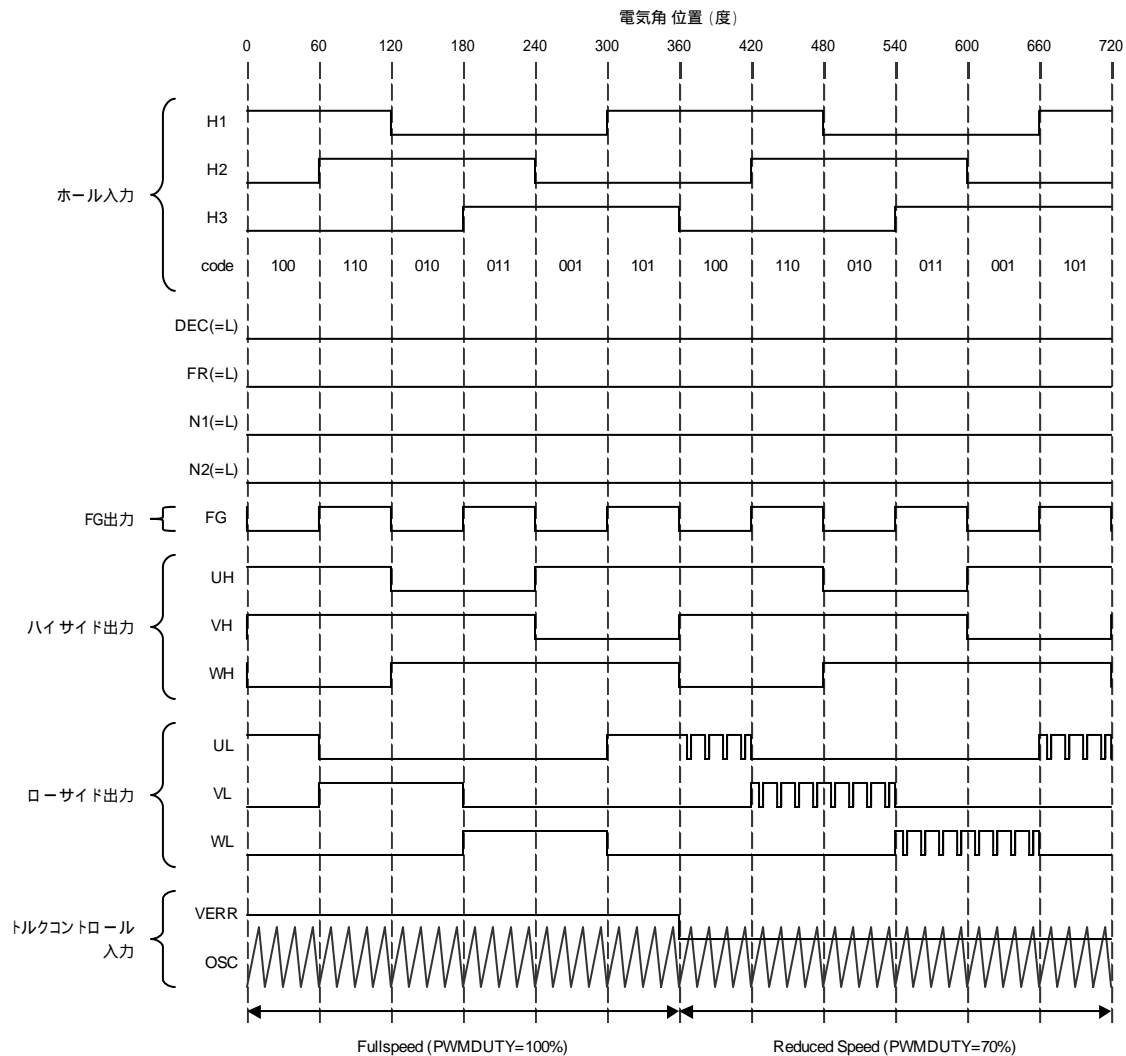 電気角 位置 (度)
0 60 120 180 240 300 360 420 480 540 600 660 720
H1
H2
ホール入力
H3
code 100 110 010 011 001 101 100 110 010 011 001 101
DEC(=L)
FR(=L)
N1(=L)
N2(=L)
FG出力 FG
UH
ハイサイド出力 VH
WH
UL
ローサイド出力 VL
WL
VERR
トルクコントロール
入力
OSC
Fullspeed (PWMDUTY=100%) Reduced Speed (PWMDUTY=70%)